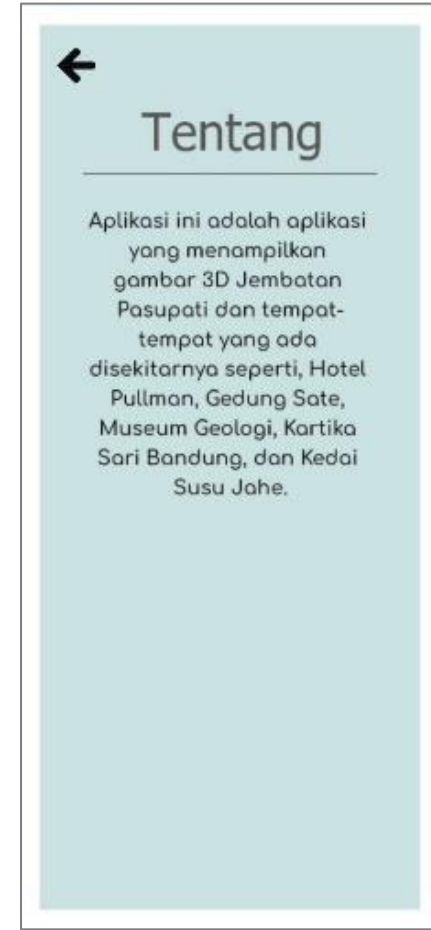 Tentang
Aplikasi ini adalah aplikasi
yang menampilkan
gambar 3D Jembatan
Pasupati dan tempat-
tempat yang ada
disekitarnya seperti, Hotel
Pullman, Gedung Sate,
Museum Geologi, Kartika
Sari Bandung, dan Kedai
Susu Jahe.